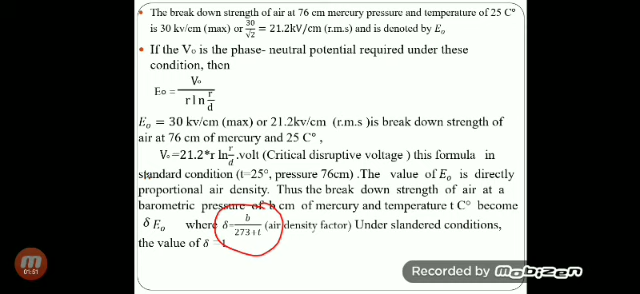 • The break down strength of air at 76 cm mercury pressure and temperature of 25 C°
is 30 kv/cm (max) or 30/√2 = 21.2kV/cm (r.m.s) and is denoted by Eₒ
• If the Vₒ is the phase– neutral potential required under these
condition, then
Eo = Vₒ / (r ln r/d)
Eₒ = 30 kv/cm (max) or 21.2kv/cm (r.m.s )is break down strength of
air at 76 cm of mercury and 25 C° ,
Vₒ=21.2*r ln r/d .volt (Critical disruptive voltage ) this formula in
standard condition (t=25°, pressure 76cm) .The value of Eₒ is directly
proportional air density. Thus the break down strength of air at a
barometric pressure of b cm of mercury and temperature t C° become
δ Eₒ where δ= b/(273+t) (air density factor) Under slandered conditions,
the value of δ =1
01:51
Recorded by Mobizen